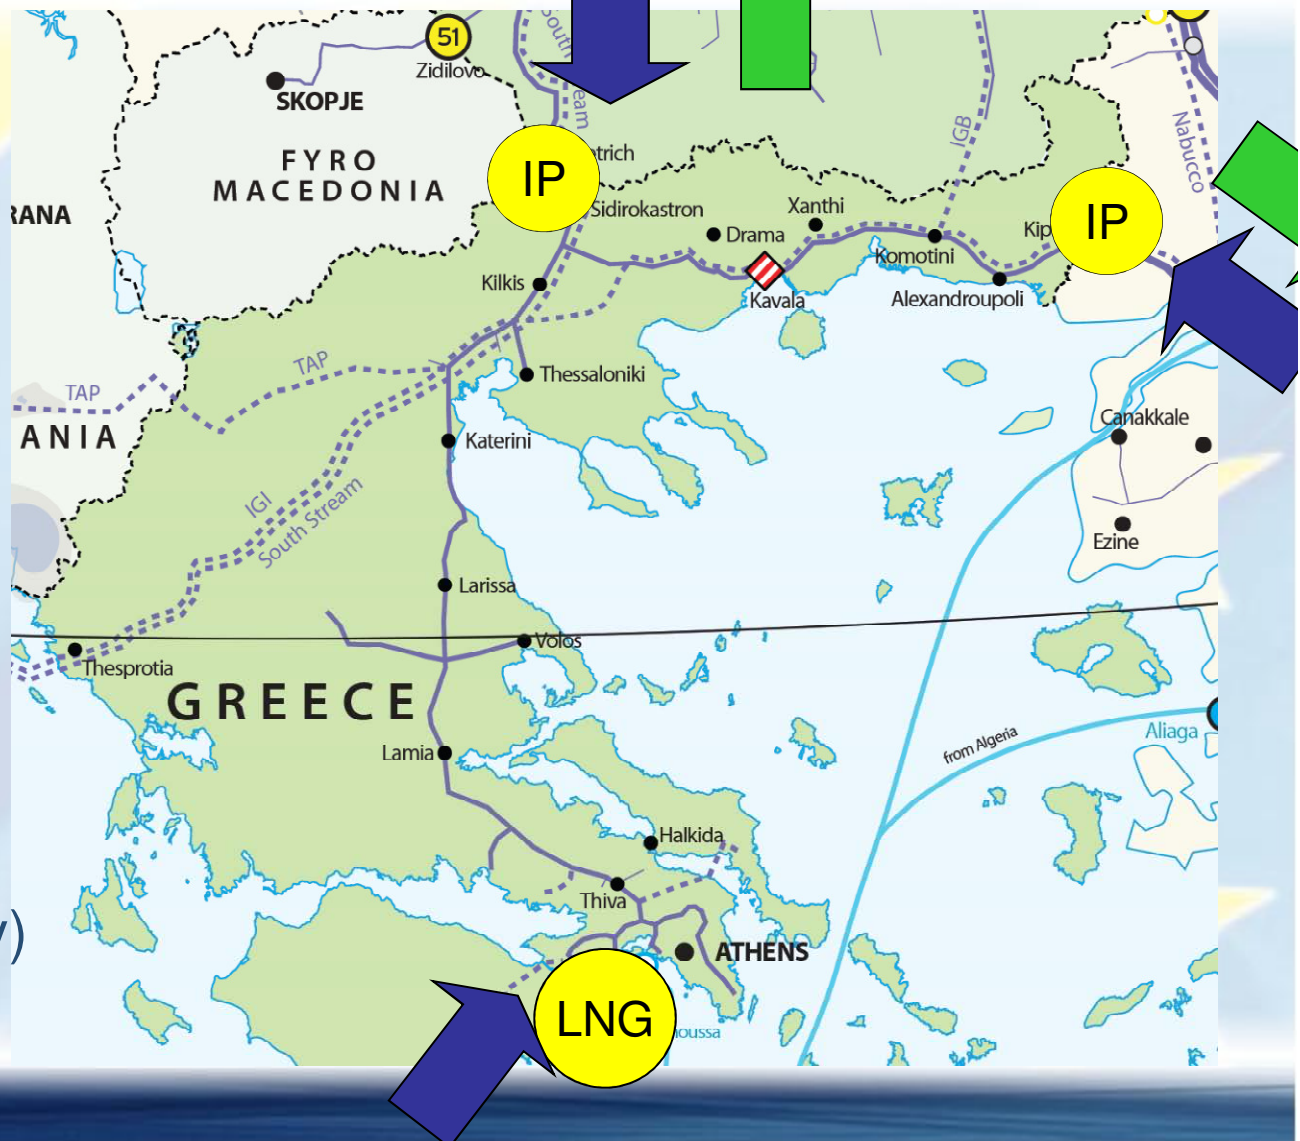 South
Stream
51
Zidilovo
SKOPJE
FYRO
MACEDONIA
IGB
Nabucco
IP
IP
Sidirokastron
Xanthi
Drama
Komotini
Kilkis
Kavala
Alexandroupoli
TAP
TAP
Thessaloniki
Canakkale
ANIA
Katerini
IGI
South Stream
Ezine
Larissa
Volos
Thesprotia
GREECE
Lamia
from Algeria
Aliaga
Halkida
Thiva
ATHENS
LNG